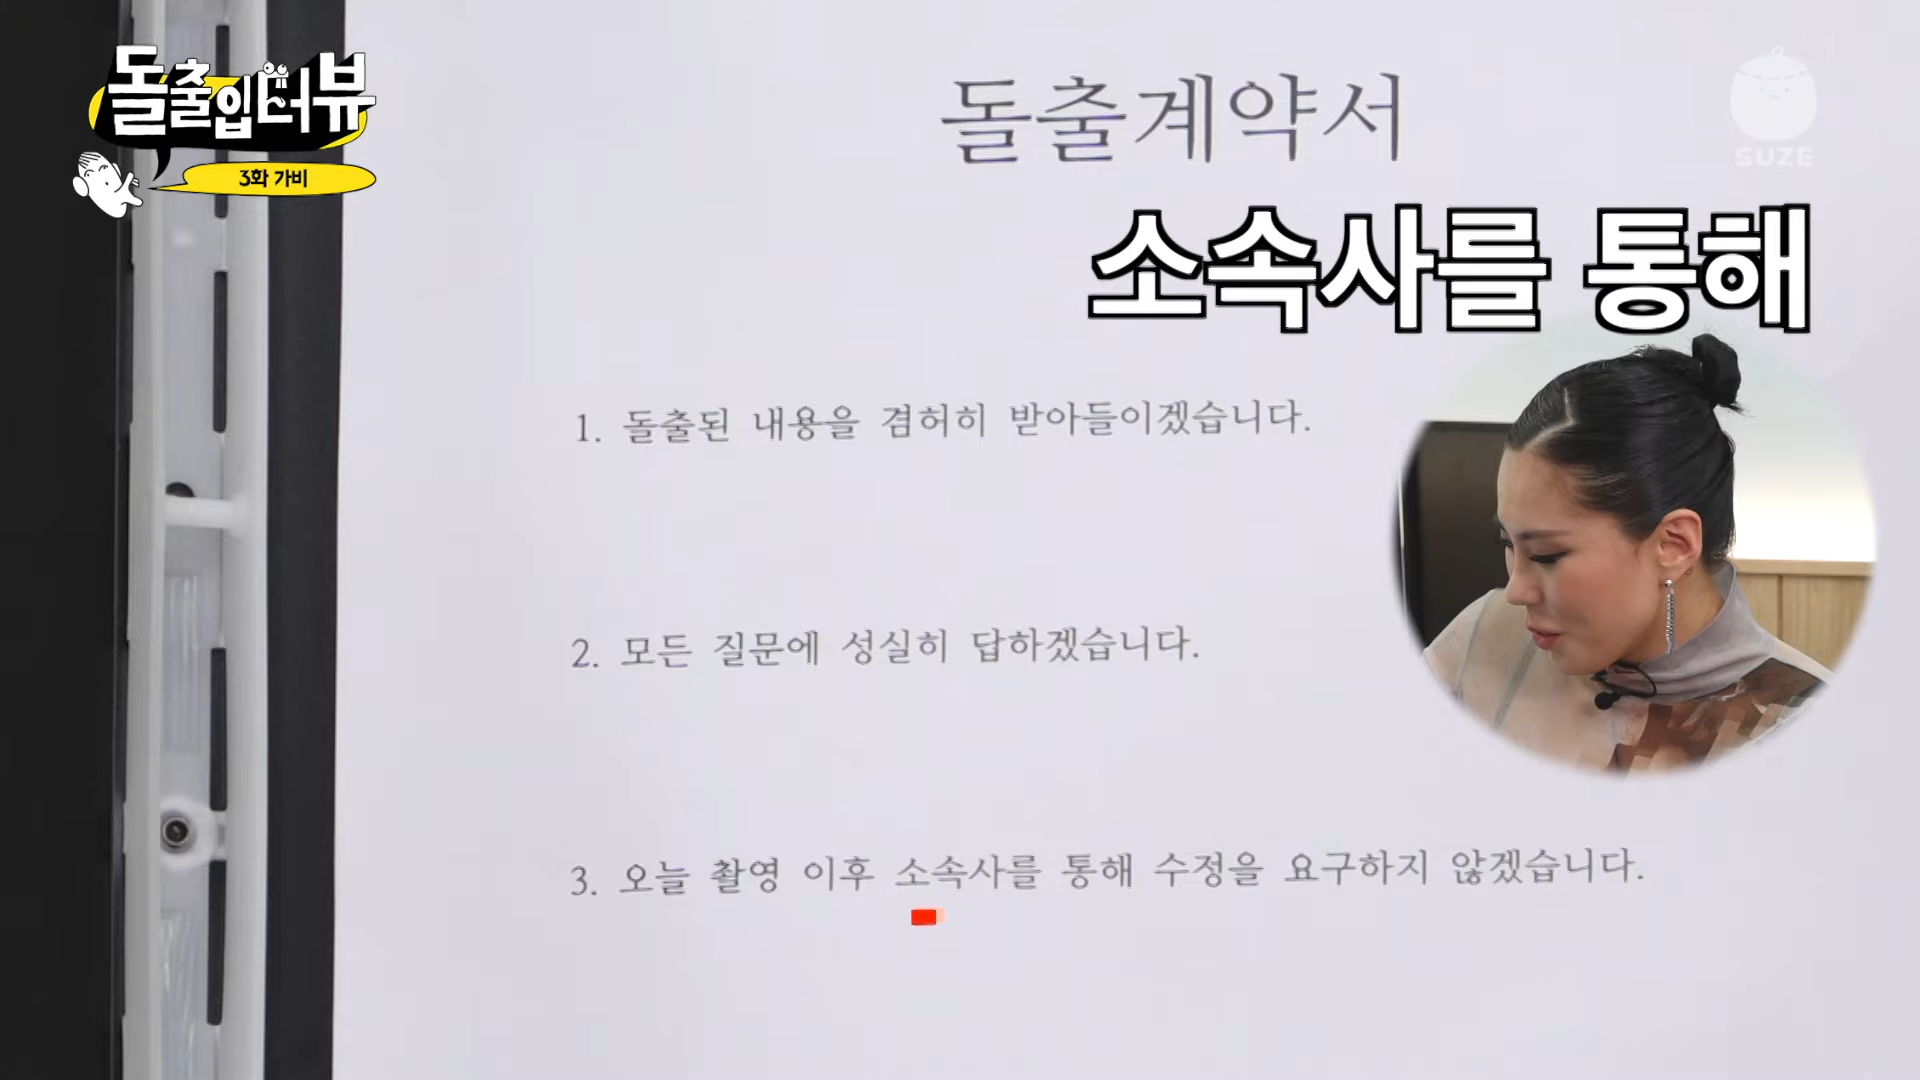 돌출입터뷰
3화 가비
돌출계약서
SUZE
소속사를 통해
1. 돌출된 내용을 겸허히 받아들이겠습니다.
2. 모든 질문에 성실히 답하겠습니다.
3. 오늘 촬영 이후 소속사를 통해 수정을 요구하지 않겠습니다.